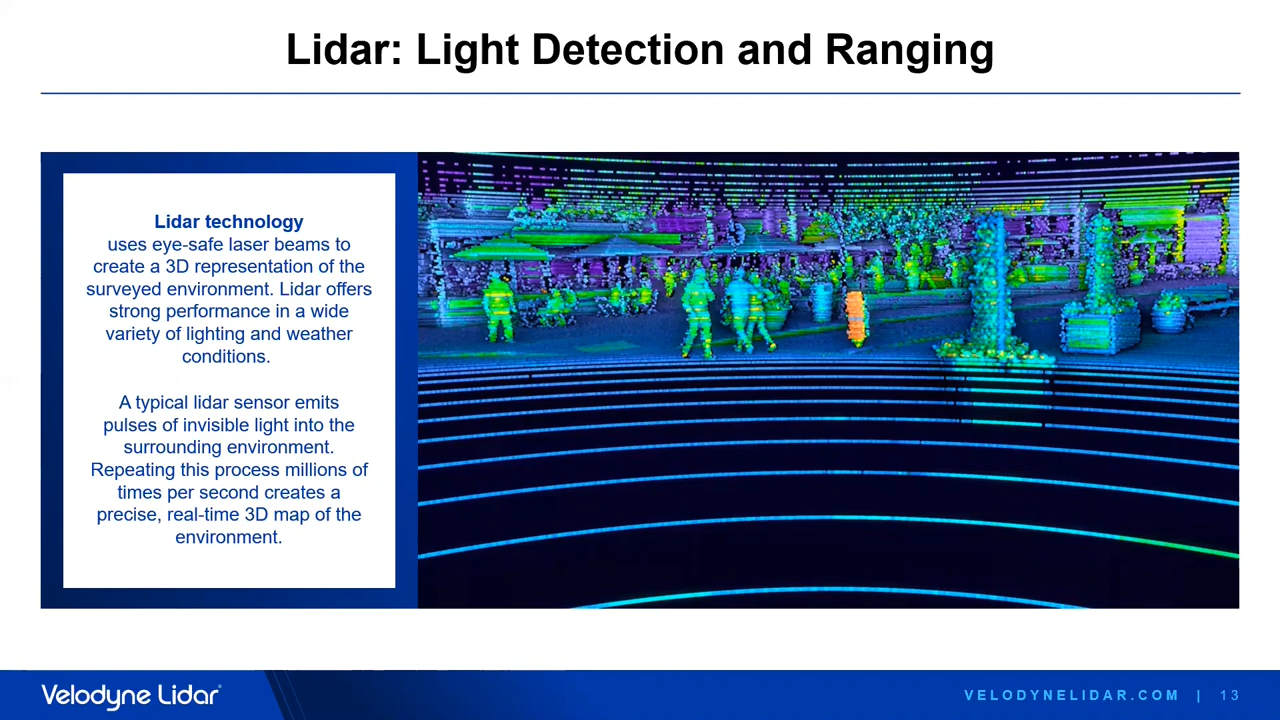 Lidar: Light Detection and Ranging
Lidar technology
uses eye-safe laser beams to
create a 3D representation of the
surveyed environment. Lidar offers
strong performance in a wide
variety of lighting and weather
conditions.
A typical lidar sensor emits
pulses of invisible light into the
surrounding environment.
Repeating this process millions of
times per second creates a
precise, real-time 3D map of the
environment.
Velodyne Lidar®
VELODYNELIDAR.COM | 13